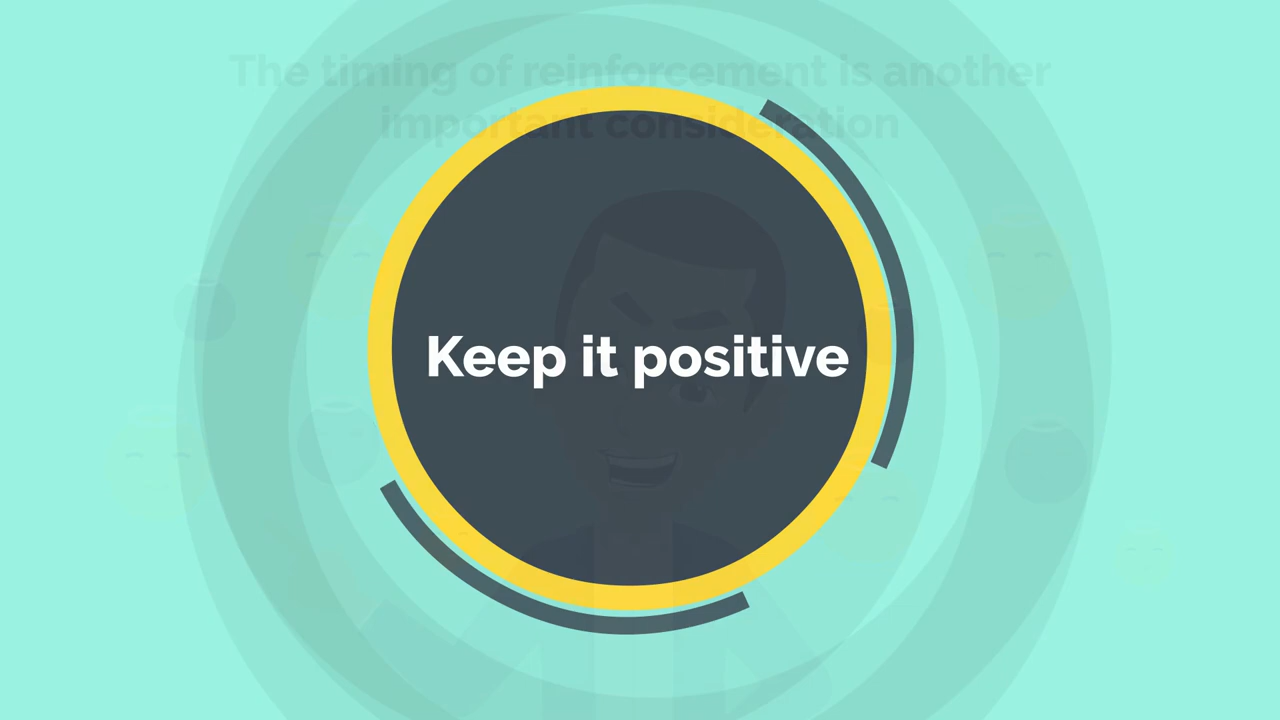 The timing of reinforcement is another
important consideration
Keep it positive